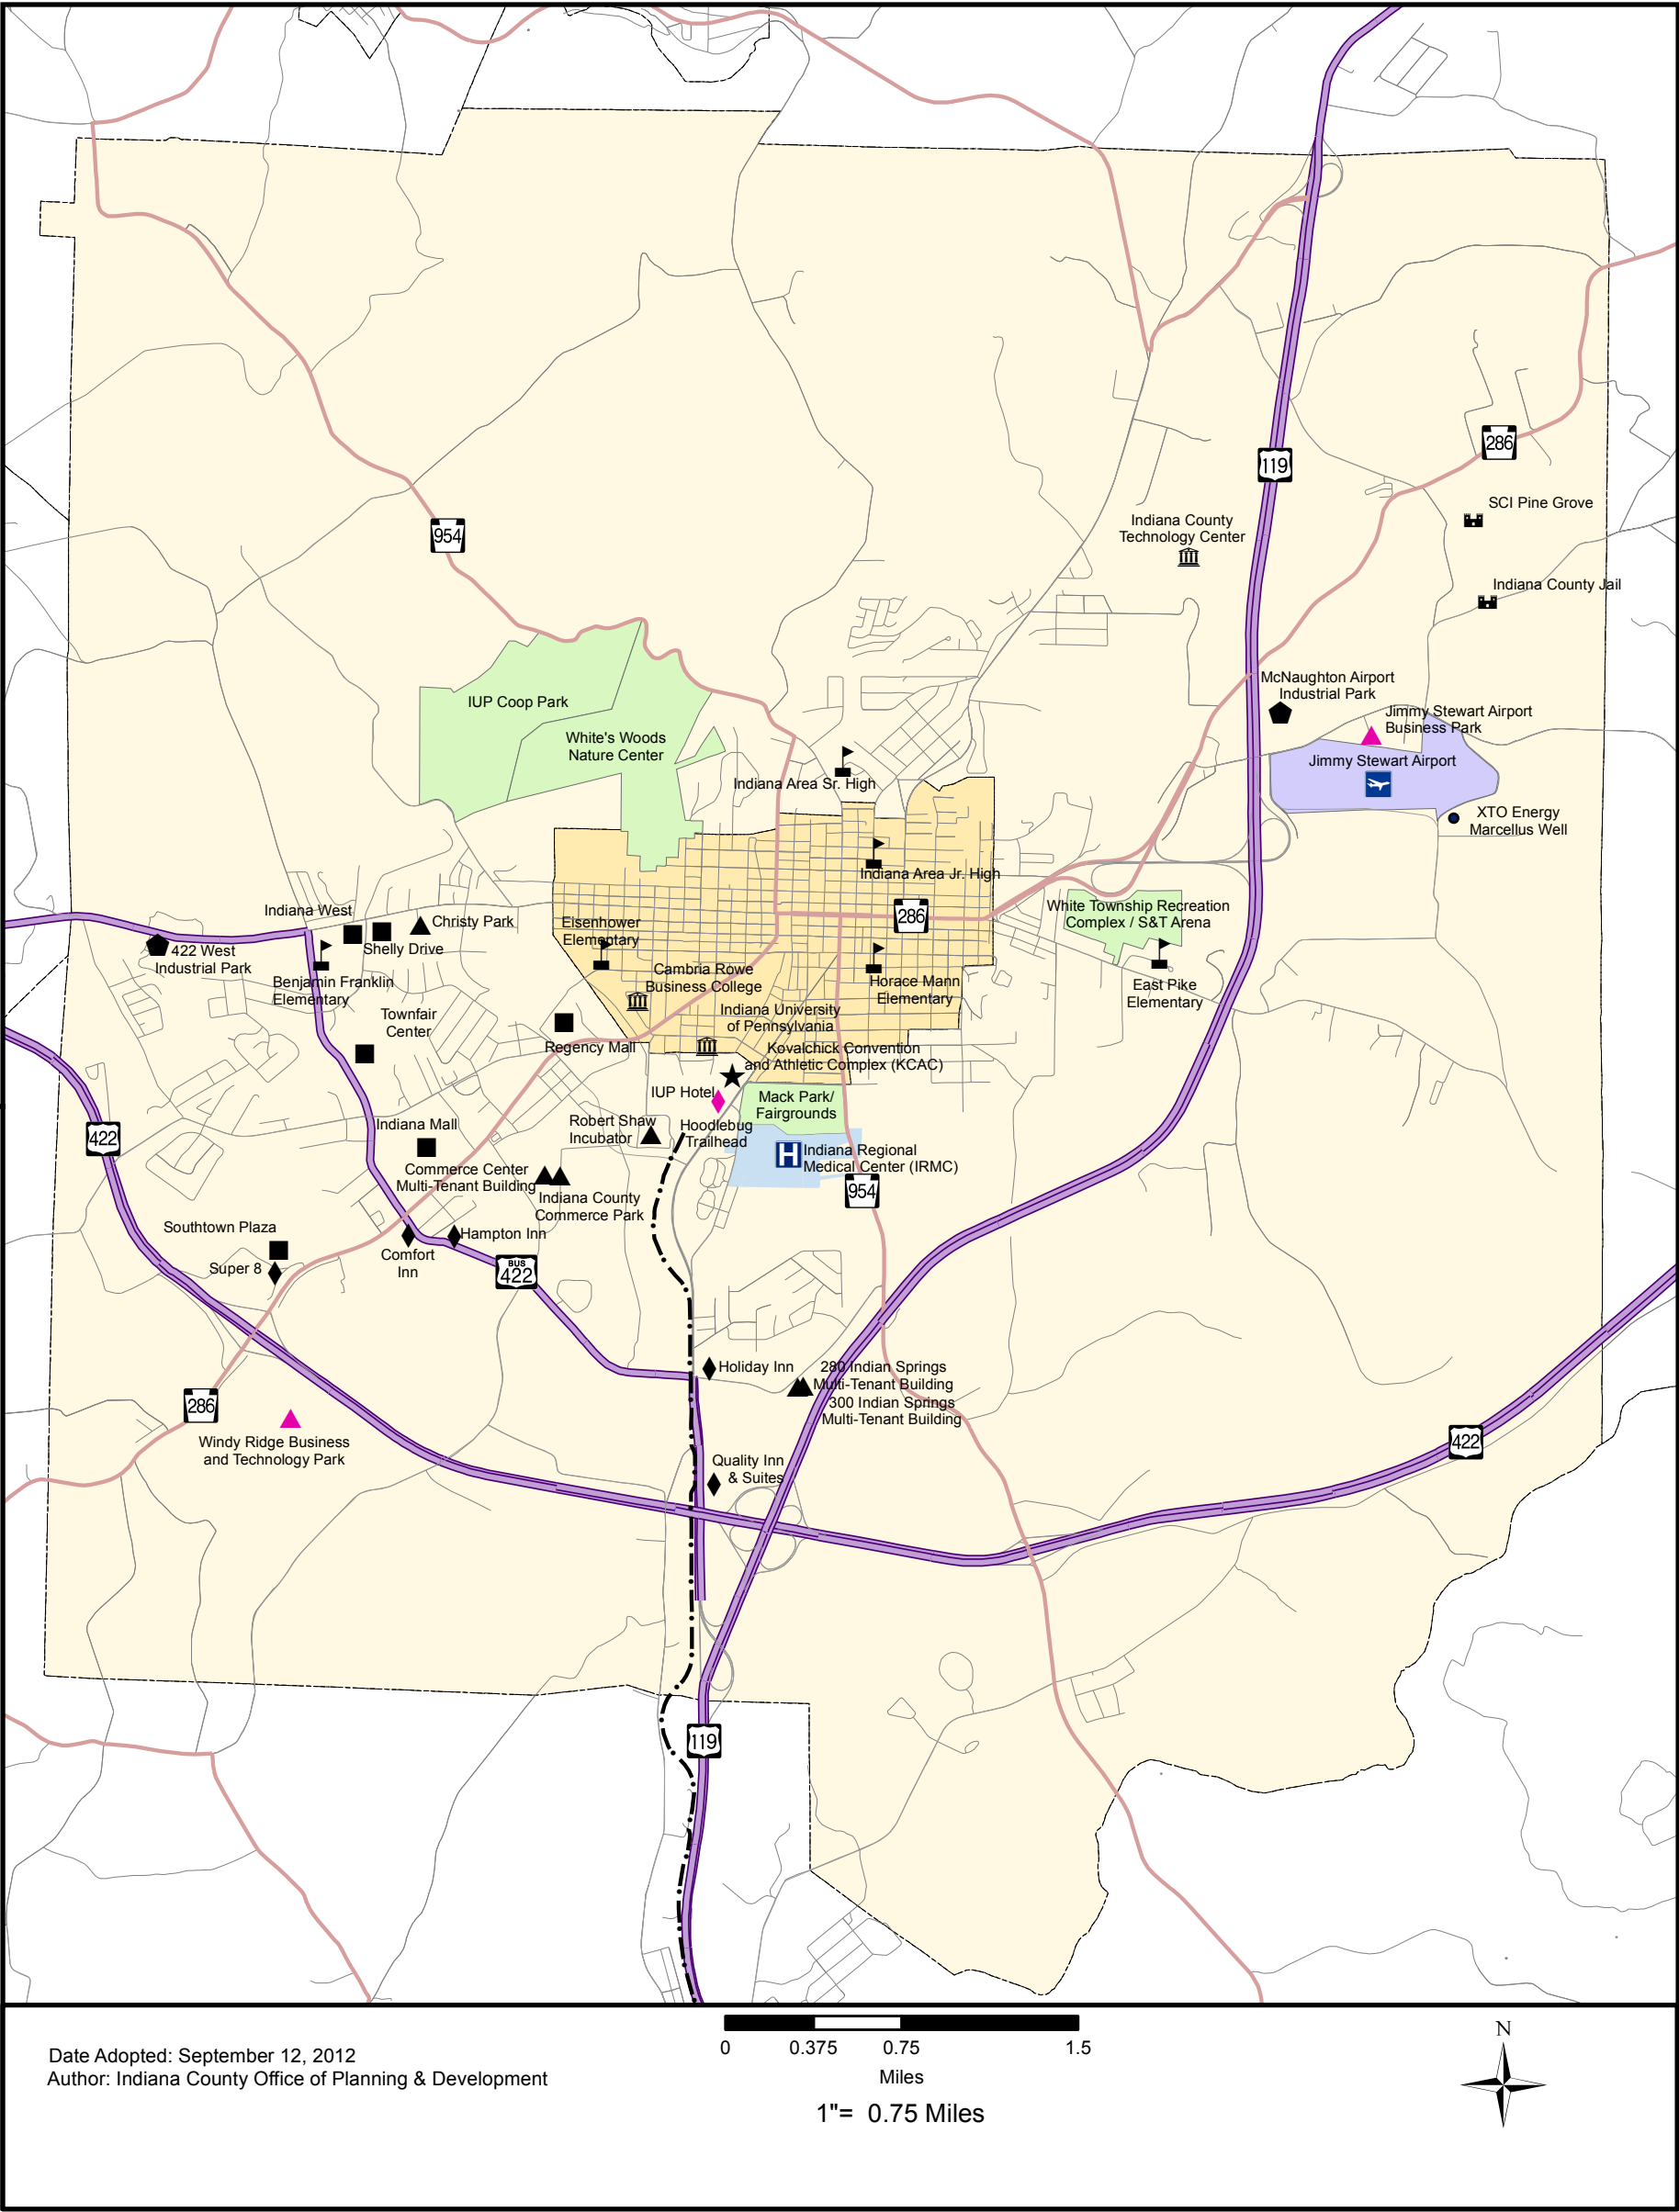 119
286
SCI Pine Grove
Indiana County
Technology Center
954
Indiana County Jail
McNaughton Airport
Industrial Park
IUP Coop Park
Jimmy Stewart Airport
Business Park
White's Woods
Nature Center
Jimmy Stewart Airport
Indiana Area Sr. High
XTO Energy
Marcellus Well
Indiana Area Jr. High
Indiana West
Christy Park
Shelly Drive
Eisenhower
Elementary
286
White Township Recreation
Complex / S&T Arena
422 West
Industrial Park
Benjamin Franklin
Elementary
Cambria Rowe
Business College
Horace Mann
Elementary
East Pike
Elementary
Townfair
Center
Indiana University
of Pennsylvania
Regency Mall
Kovalchick Convention
and Athletic Complex (KCAC)
IUP Hotel
Mack Park/
Fairgrounds
422
Indiana Mall
Robert Shaw
Incubator
Hoodlebug
Trailhead
H
Indiana Regional
Medical Center (IRMC)
Commerce Center
Multi-Tenant Building
954
Indiana County
Commerce Park
Southtown Plaza
Hampton Inn
Comfort
Inn
Super 8
BUS
422
Holiday Inn
280 Indian Springs
Multi-Tenant Building
300 Indian Springs
Multi-Tenant Building
286
Windy Ridge Business
and Technology Park
422
Quality Inn
& Suites
119
Date Adopted: September 12, 2012
Author: Indiana County Office of Planning & Development
0 0.375 0.75 1.5
Miles
1"= 0.75 Miles
N